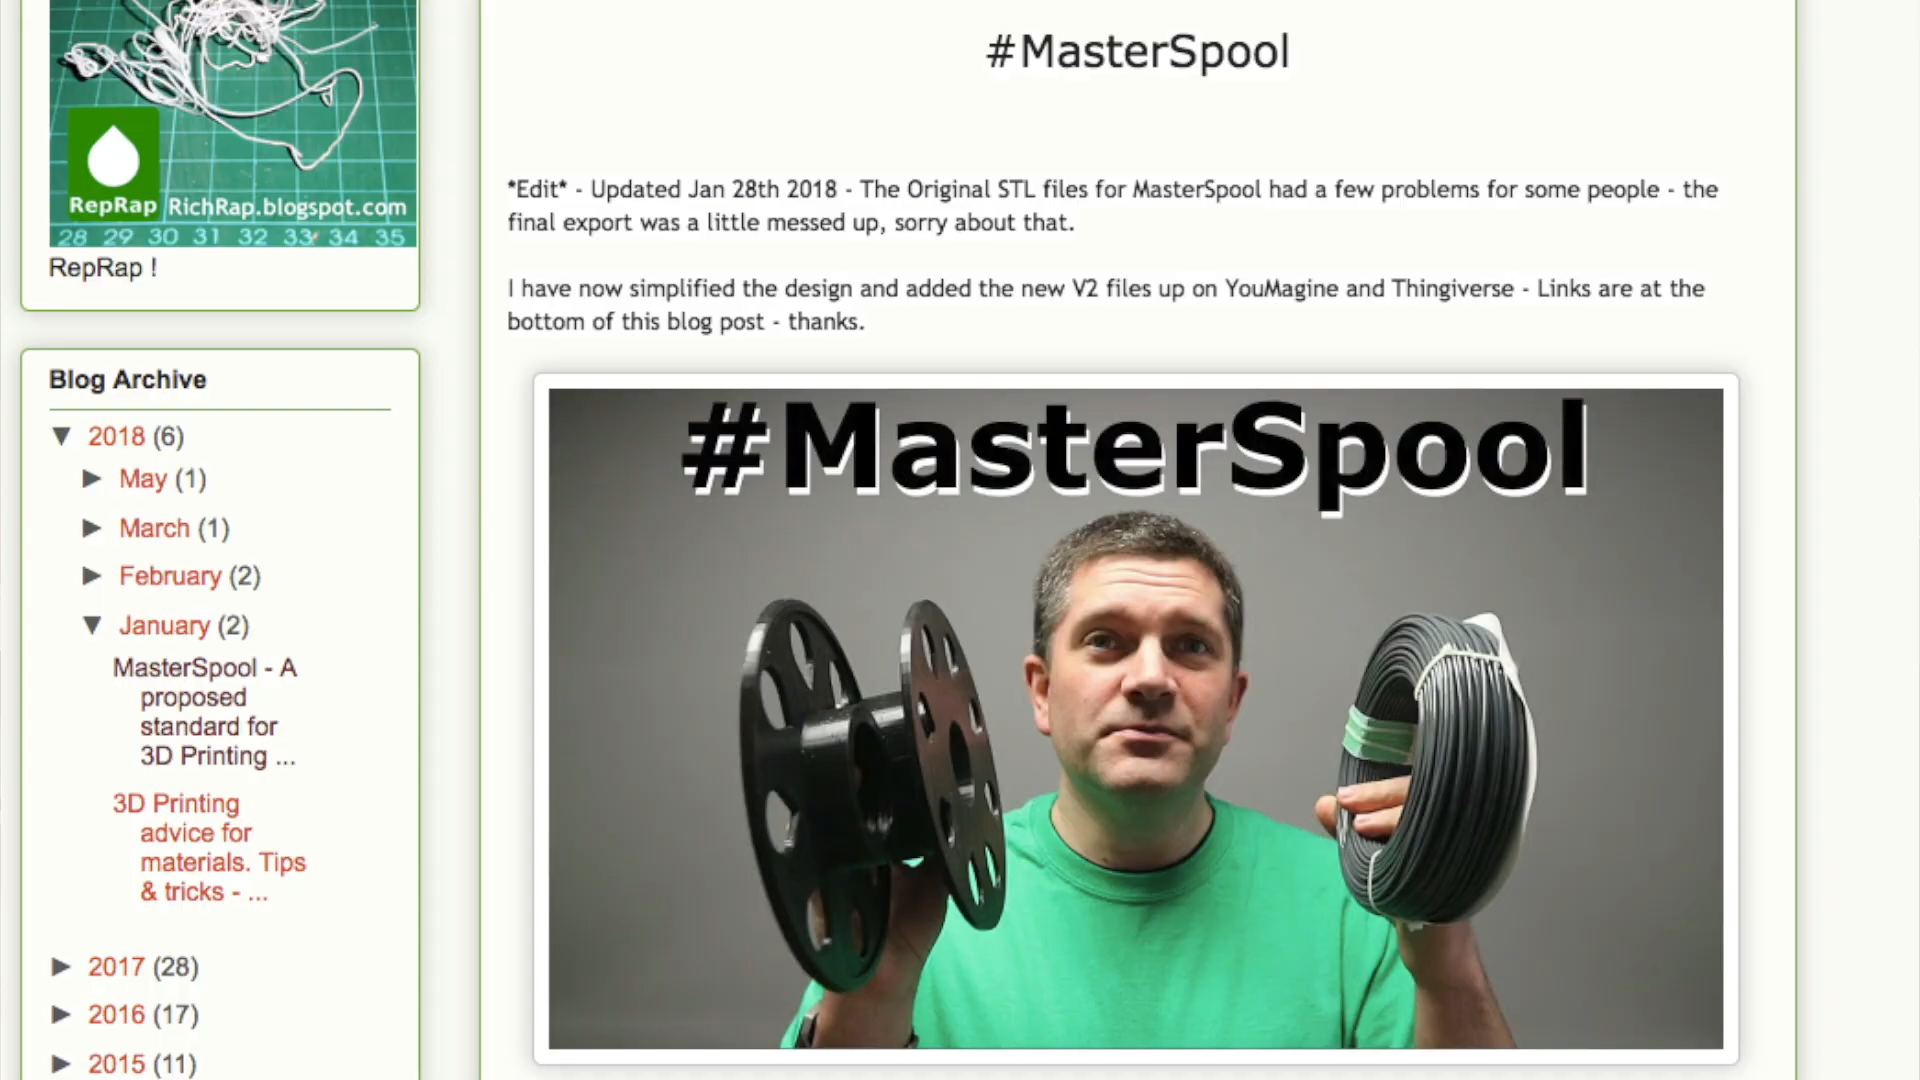 RepRap RichRap.blogspot.com
28 29 30 31 32 33 34 35
RepRap !
Blog Archive
▼ 2018 (6)
► May (1)
► March (1)
► February (2)
▼ January (2)
MasterSpool - A
proposed
standard for
3D Printing ...
3D Printing
advice for
materials. Tips
& tricks - ...
► 2017 (28)
► 2016 (17)
► 2015 (11)
#MasterSpool
*Edit* - Updated Jan 28th 2018 - The Original STL files for MasterSpool had a few problems for some people - the
final export was a little messed up, sorry about that.
I have now simplified the design and added the new V2 files up on YouMagine and Thingiverse - Links are at the
bottom of this blog post - thanks.
#MasterSpool